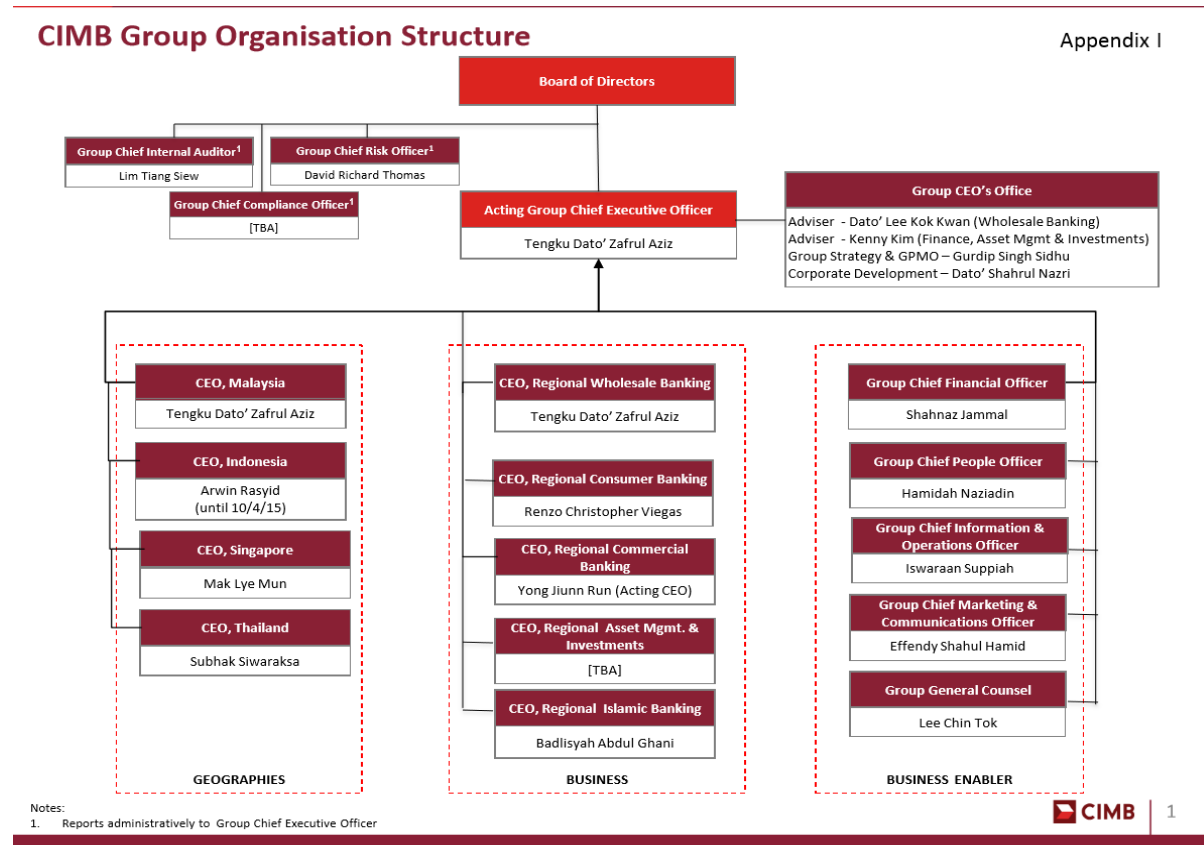 CIMB Group Organisation Structure
Appendix I
Board of Directors
Group Chief Internal Auditor1
Lim Tiang Siew
Group Chief Risk Officer1
David Richard Thomas
Group Chief Compliance Officer1
[TBA]
Acting Group Chief Executive Officer
Tengku Dato’ Zafrul Aziz
Group CEO’s Office
Adviser - Dato’ Lee Kok Kwan (Wholesale Banking)
Adviser - Kenny Kim (Finance, Asset Mgmt & Investments)
Group Strategy & GPMO – Gurdip Singh Sidhu
Corporate Development – Dato’ Shahrul Nazri
CEO, Malaysia
Tengku Dato’ Zafrul Aziz
CEO, Indonesia
Arwin Rasyid
(until 10/4/15)
CEO, Singapore
Mak Lye Mun
CEO, Thailand
Subhak Siwaraksa
GEOGRAPHIES
CEO, Regional Wholesale Banking
Tengku Dato’ Zafrul Aziz
CEO, Regional Consumer Banking
Renzo Christopher Viegas
CEO, Regional Commercial
Banking
Yong Jiunn Run (Acting CEO)
CEO, Regional Asset Mgmt. &
Investments
[TBA]
CEO, Regional Islamic Banking
Badlisyah Abdul Ghani
BUSINESS
Group Chief Financial Officer
Shahnaz Jammal
Group Chief People Officer
Hamidah Naziadin
Group Chief Information &
Operations Officer
Iswaraan Suppiah
Group Chief Marketing &
Communications Officer
Effendy Shahul Hamid
Group General Counsel
Lee Chin Tok
BUSINESS ENABLER
Notes:
1. Reports administratively to Group Chief Executive Officer
CIMB
1